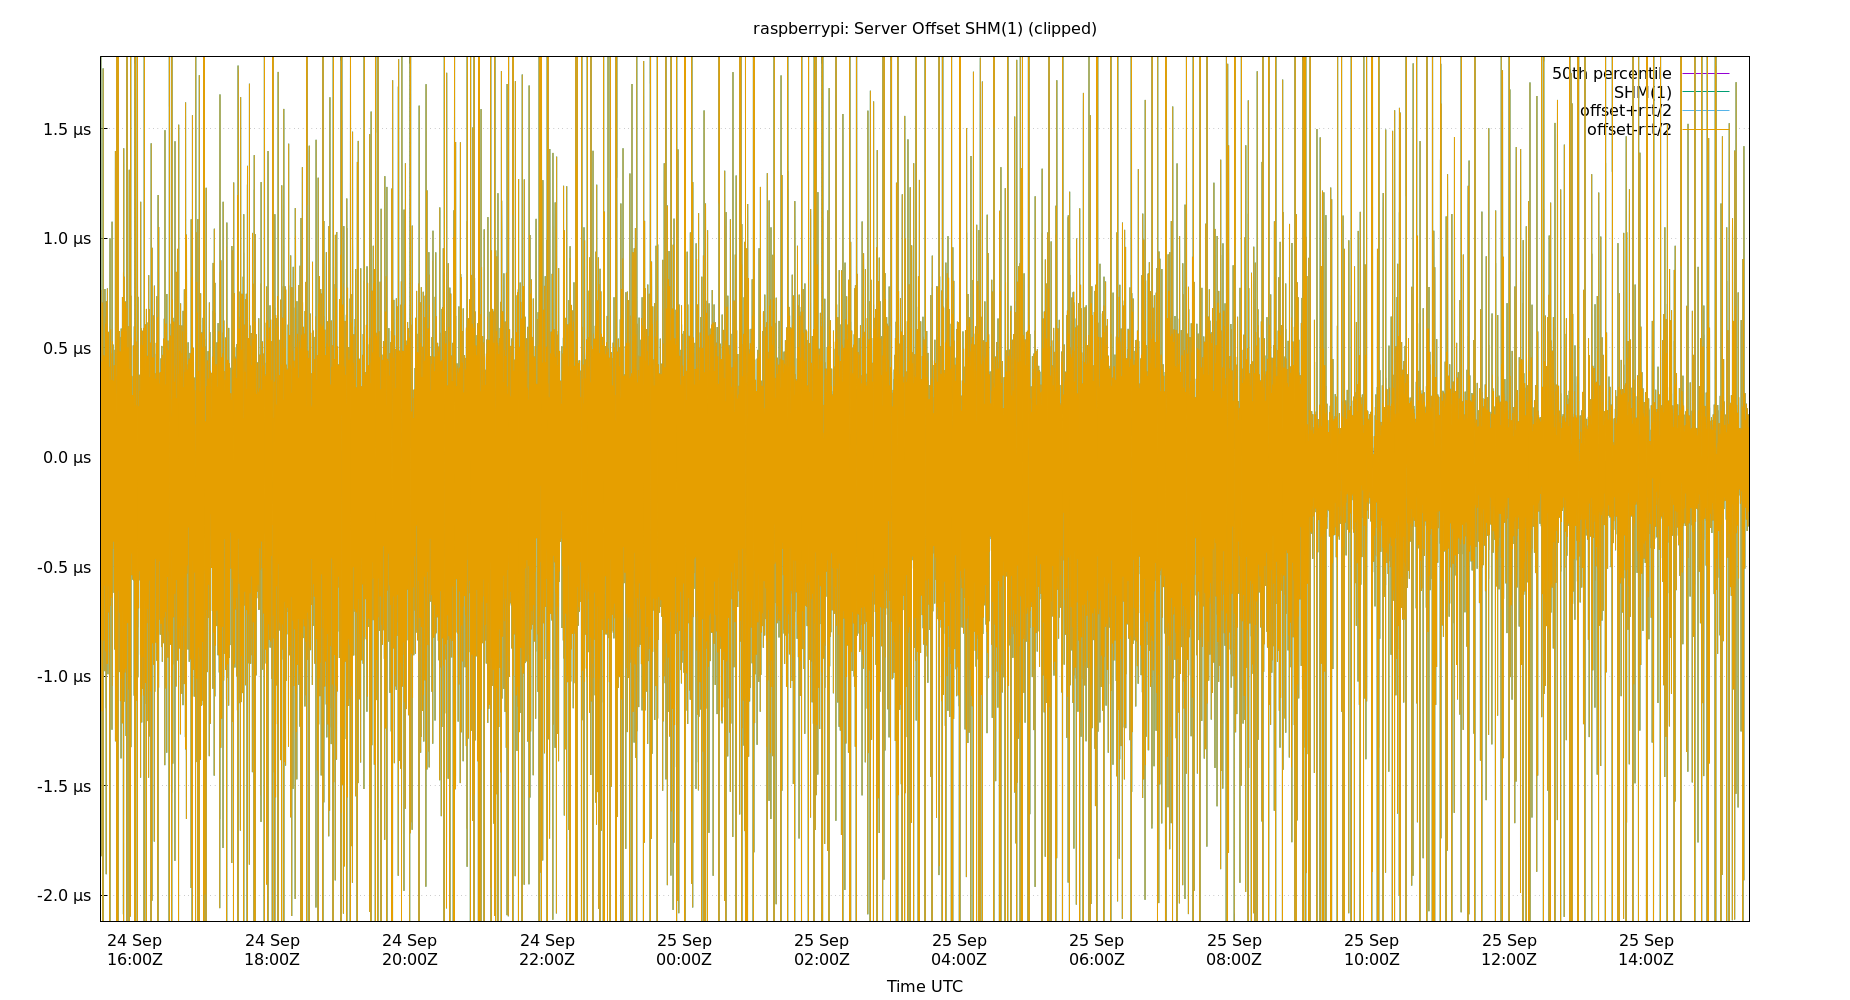 raspberrypi: Server Offset SHM(1) (clipped)
50th percentile
SHM(1)
offset+rtt/2
offset-rtt/2
1.5 µs
1.0 µs
0.5 µs
0.0 µs
-0.5 µs
-1.0 µs
-1.5 µs
-2.0 µs
24 Sep 24 Sep 24 Sep 24 Sep 25 Sep 25 Sep 25 Sep 25 Sep 25 Sep 25 Sep 25 Sep 25 Sep
16:00Z 18:00Z 20:00Z 22:00Z 00:00Z 02:00Z 04:00Z 06:00Z 08:00Z 10:00Z 12:00Z 14:00Z
Time UTC